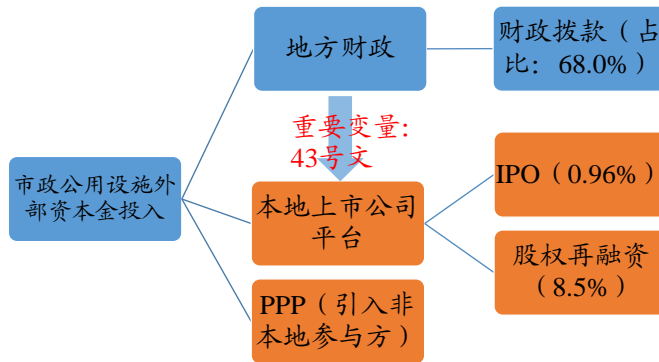 地方财政
财政拨款（占
比： 68.0%）
重要变量：
43号文
市政公用设施外
部资本金投入
本地上市公司
平台
IPO（0.96%）
股权再融资
（8.5%）
PPP（引入非
本地参与方）